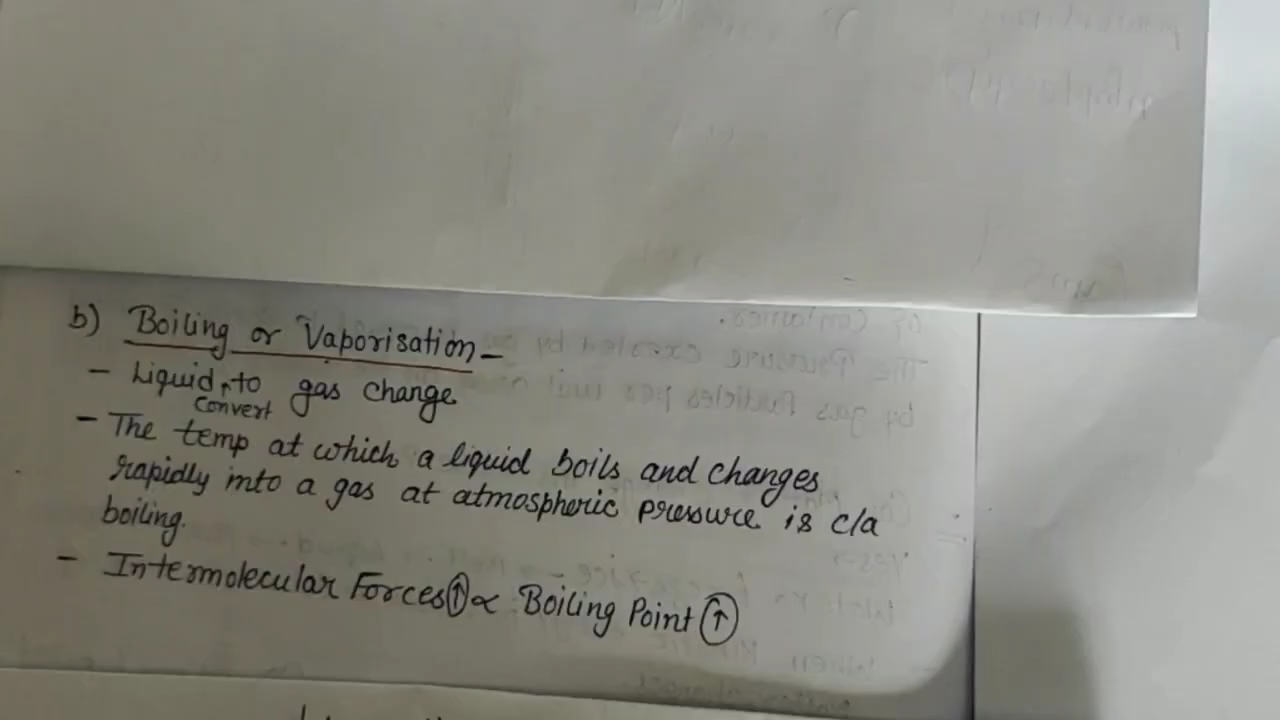 b) Boiling or Vaporisation -
- Liquid, to gas change
convert
- The temp at which a liquid boils and changes
rapidly into a gas at atmospheric pressure is c/a
boiling.
- Intermolecular Forces↑ ∝ Boiling Point ↑